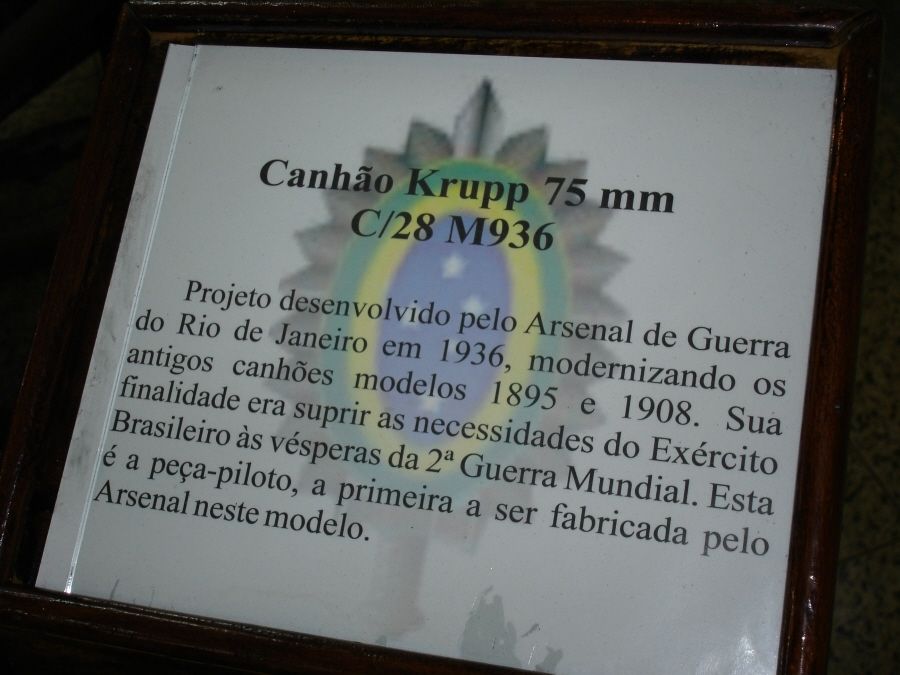 Canhão Krupp 75 mm
C/28 M936
Projeto desenvolvido pelo Arsenal de Guerra
do Rio de Janeiro em 1936, modernizando os
antigos canhões modelos 1895 e 1908. Sua
finalidade era suprir as necessidades do Exército
Brasileiro às vésperas da 2ª Guerra Mundial. Esta
é a peça-piloto, a primeira a ser fabricada pelo
Arsenal neste modelo.